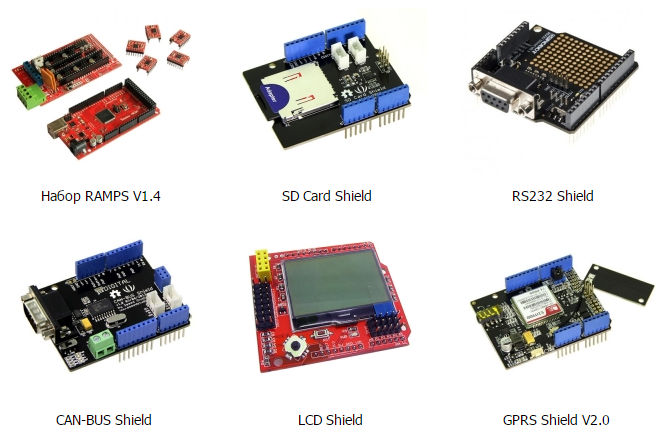 Набор RAMPS V1.4
SD Card Shield
RS232 Shield
CAN-BUS Shield
LCD Shield
GPRS Shield V2.0